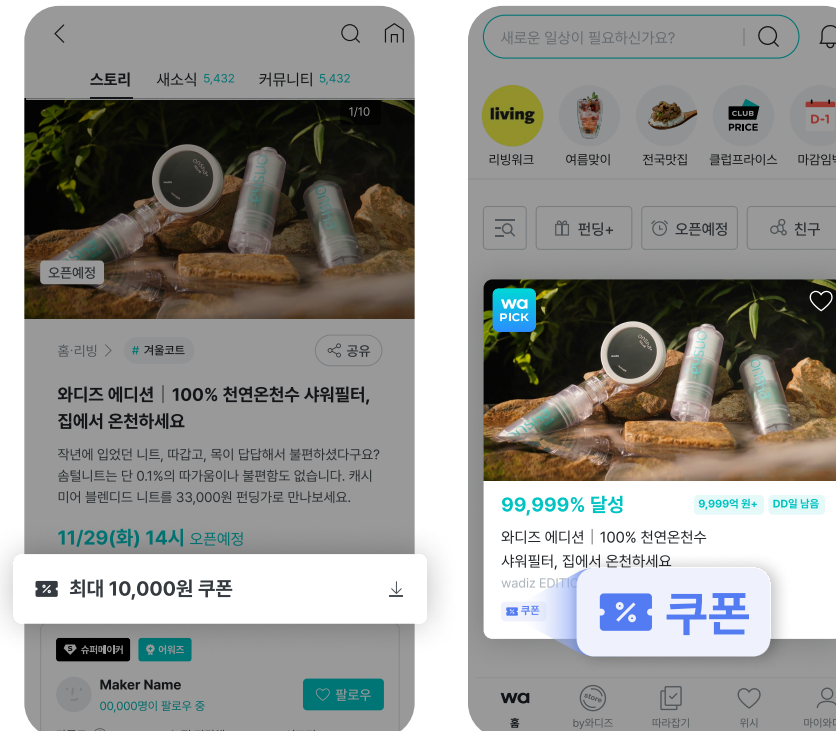 스토리 새소식 5,432 커뮤니티 5,432
1/10
오픈예정
홈·리빙 # 겨울코트 공유
와디즈 에디션 | 100% 천연온천수 샤워필터,
집에서 온천하세요
작년에 입었던 니트, 따갑고, 목이 답답해서 불편하셨다구요?
솜털니트는 단 0.1%의 따가움이나 불편함도 없습니다. 캐시
미어 블렌디드 니트를 33,000원 펀딩가로 만나보세요.
11/29(화) 14시 오픈예정
최대 10,000원 쿠폰
슈퍼메이커 어워즈
Maker Name
00,000명이 팔로우 중
팔로우
새로운 일상이 필요하신가요?
living
CLUB
PRICE
D-1
리빙워크 여름맞이 전국맛집 클럽프라이스 마감임박
펀딩+ 오픈예정 친구
wa
PICK
99,999% 달성 9,999억 원+ DD일 남음
와디즈 에디션 | 100% 천연온천수
샤워필터, 집에서 온천하세요
wadiz EDITIO
쿠폰
쿠폰
wa store
홈 by와디즈 따라잡기 위시 마이와디